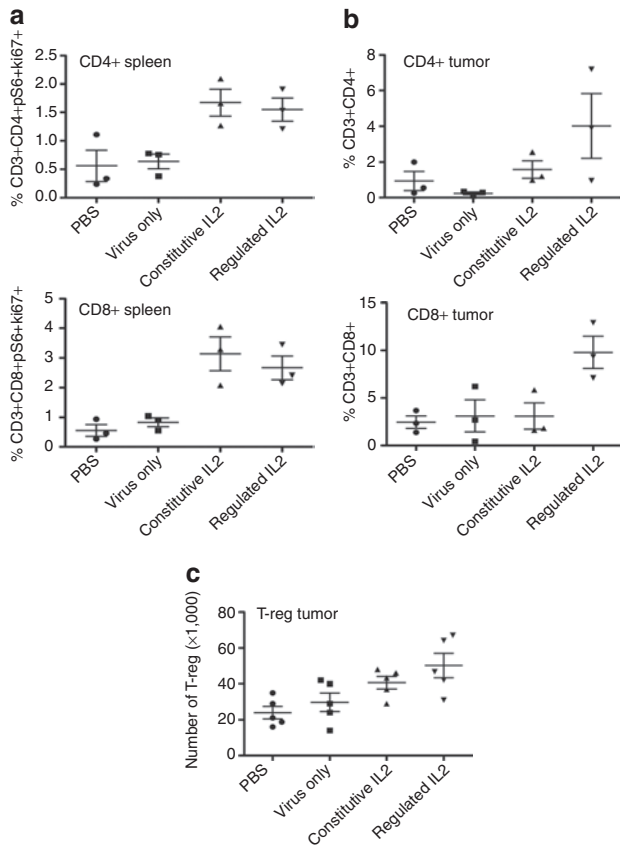 a
CD4+ spleen
% CD3+CD4+pS6+ki67+
2.5
2.0
1.5
1.0
0.5
0.0
PBS
Virus only
Constitutive IL2
Regulated IL2
CD8+ spleen
% CD3+CD8+pS6+ki67+
5
4
3
2
1
0
PBS
Virus only
Constitutive IL2
Regulated IL2
b
CD4+ tumor
% CD3+CD4+
8
6
4
2
0
PBS
Virus only
Constitutive IL2
Regulated IL2
CD8+ tumor
% CD3+CD8+
15
10
5
0
PBS
Virus only
Constitutive IL2
Regulated IL2
c
T-reg tumor
Number of T-reg (×1,000)
80
60
40
20
0
PBS
Virus only
Constitutive IL2
Regulated IL2